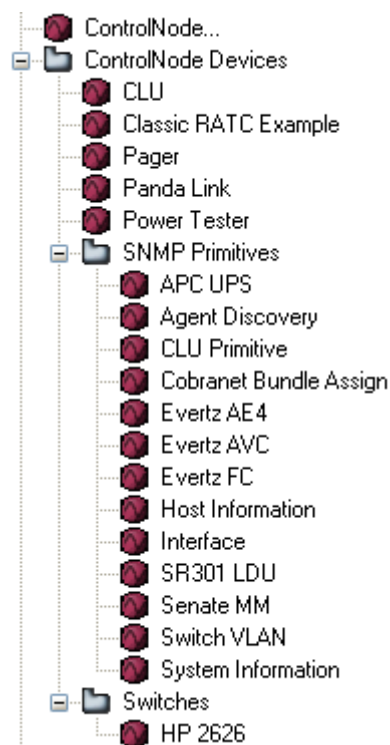 ControlNode...
ControlNode Devices
CLU
Classic RATC Example
Pager
Panda Link
Power Tester
SNMP Primitives
APC UPS
Agent Discovery
CLU Primitive
Cobranet Bundle Assign
Evertz AE4
Evertz AVC
Evertz FC
Host Information
Interface
SR301 LDU
Senate MM
Switch VLAN
System Information
Switches
HP 2626